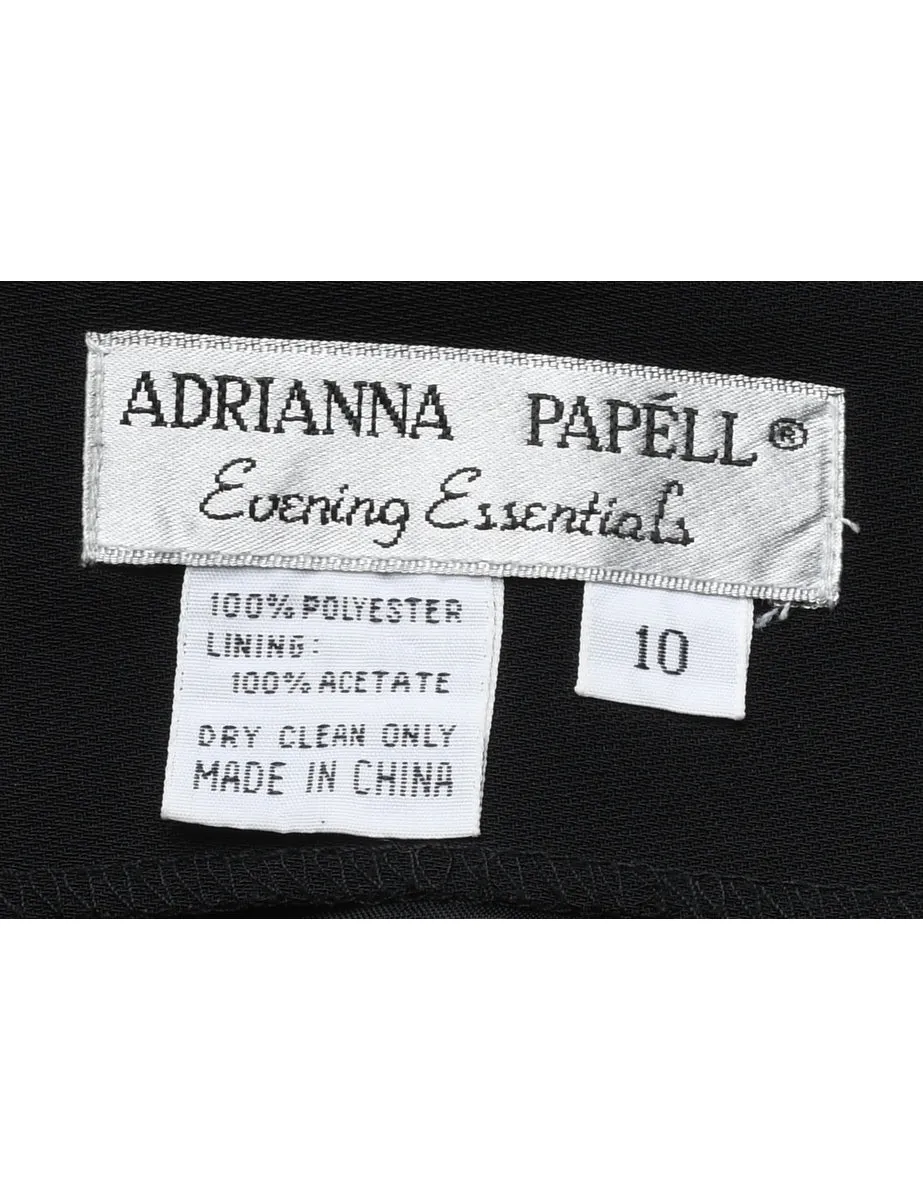 ADRIANNA PAPÉLL®
Evening Essentials
100% POLYESTER
LINING:
100% ACETATE
DRY CLEAN ONLY
MADE IN CHINA
10